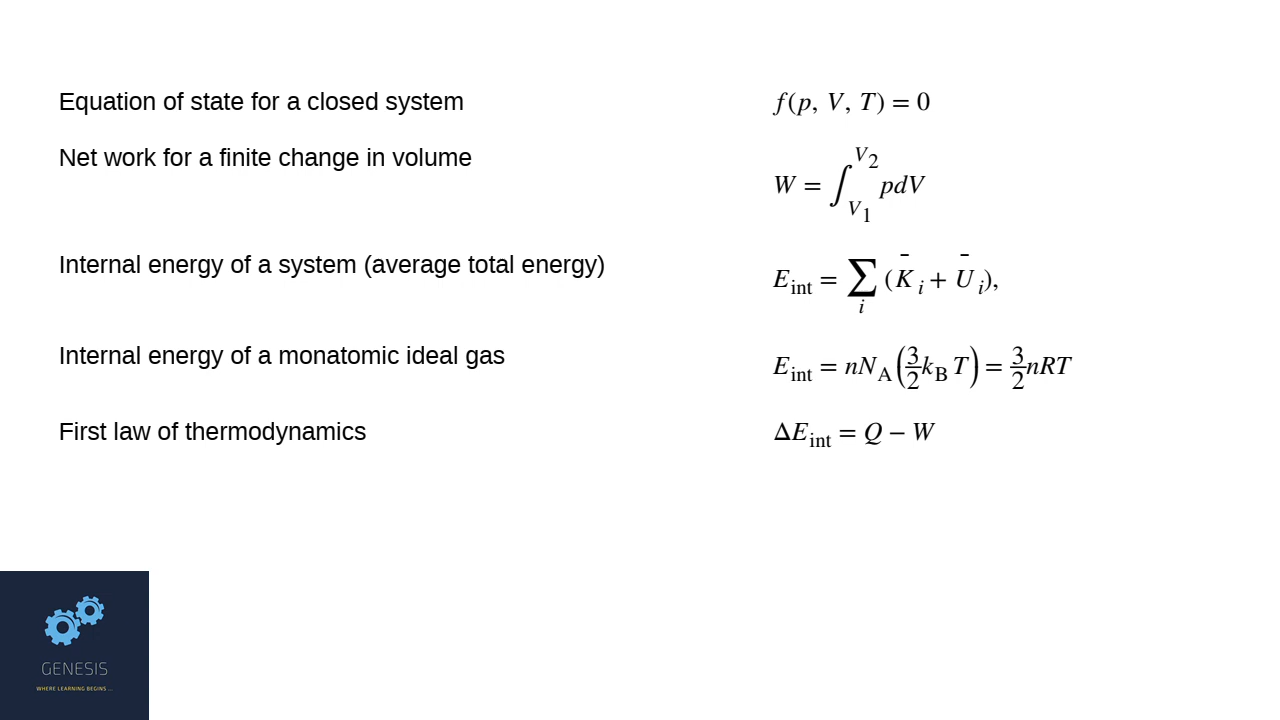 Equation of state for a closed system f(p, V, T) = 0
Net work for a finite change in volume W = ∫_{V₁}^{V₂} pdV
Internal energy of a system (average total energy) E_int = ∑_i (K̄_i + Ū_i),
Internal energy of a monatomic ideal gas E_int = nN_A (3/2 k_B T) = 3/2 nRT
First law of thermodynamics ΔE_int = Q − W
GENESIS
WHERE LEARNING BEGINS ...